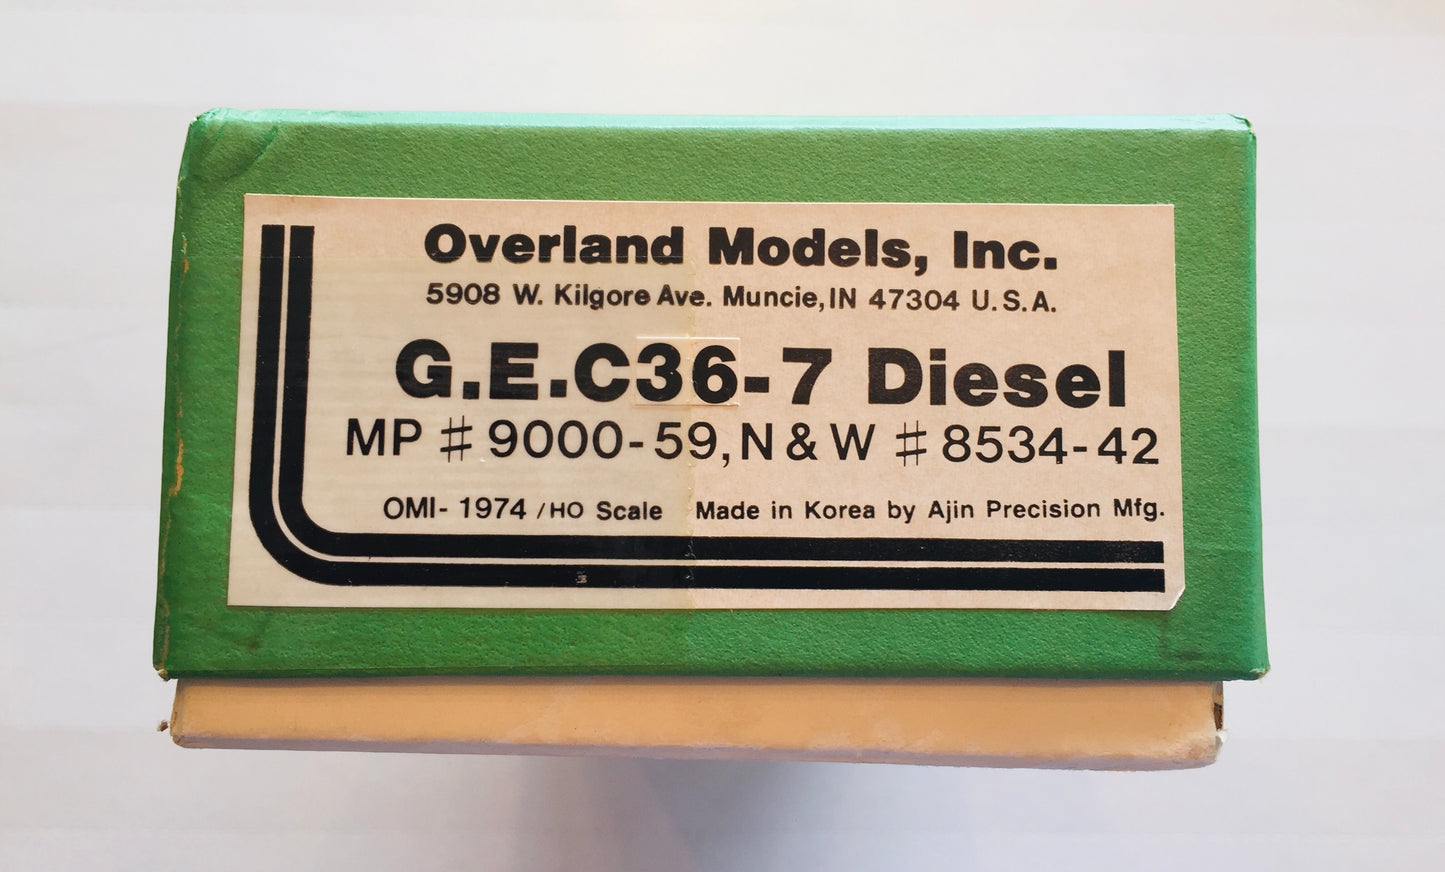 Overland Models, Inc.
5908 W. Kilgore Ave. Muncie, IN 47304 U.S.A.
G.E.C36-7 Diesel
MP # 9000-59, N & W # 8534-42
OMI- 1974 / HO Scale Made in Korea by Ajin Precision Mfg.